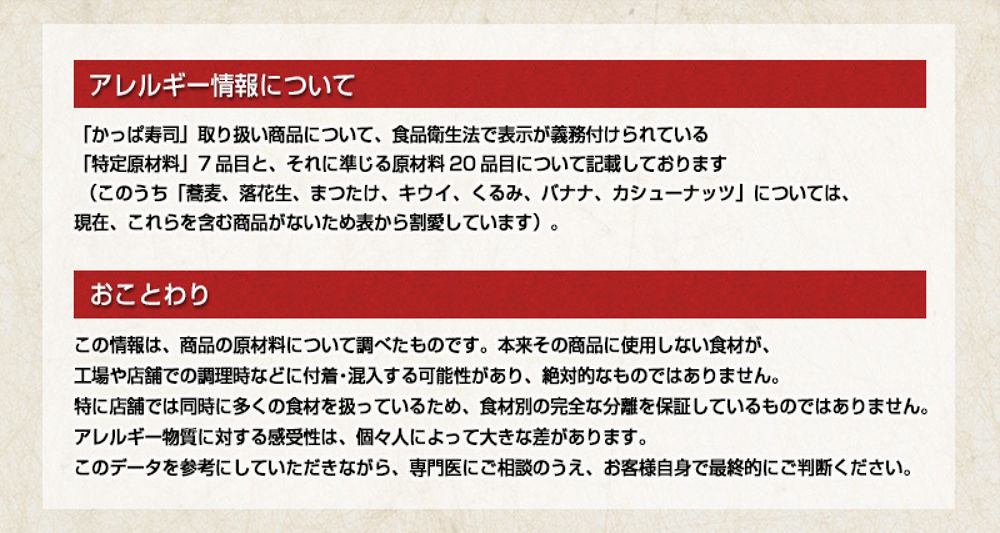 アレルギー情報について
「かっぱ寿司」取り扱い商品について、食品衛生法で表示が義務付けられている
「特定原材料」7品目と、それに準じる原材料20品目について記載しております
（このうち「蕎麦、落花生、まつたけ、キウイ、くるみ、バナナ、カシューナッツ」については、
現在、これらを含む商品がないため表から割愛しています）。
おことわり
この情報は、商品の原材料について調べたものです。本来その商品に使用しない食材が、
工場や店舗での調理時などに付着・混入する可能性があり、絶対的なものではありません。
特に店舗では同時に多くの食材を扱っているため、食材別の完全な分離を保証しているものではありません。
アレルギー物質に対する感受性は、個々人によって大きな差があります。
このデータを参考にしていただきながら、専門医にご相談のうえ、お客様自身で最終的にご判断ください。